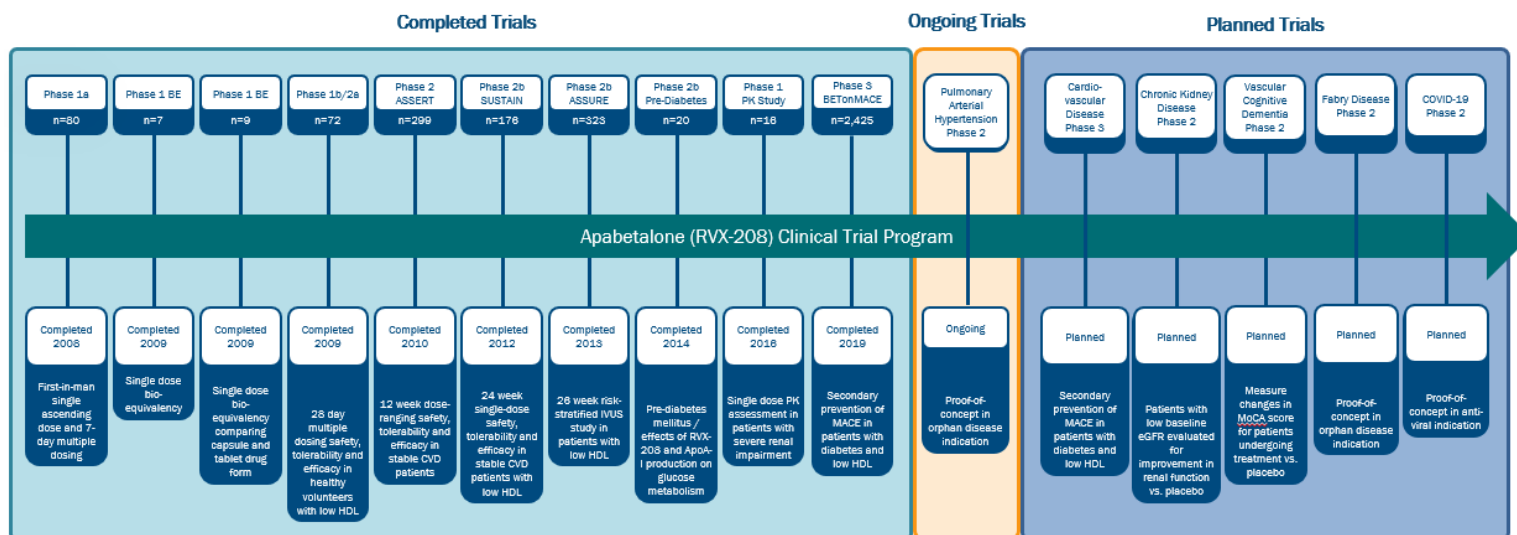 Completed Trials
Ongoing Trials
Planned Trials
Phase 1a
n=80
Phase 1 BE
n=7
Phase 1 BE
n=9
Phase 1b/2a
n=72
Phase 2
ASSERT
n=299
Phase 2b
SUSTAIN
n=176
Phase 2b
ASSURE
n=323
Phase 2b
Pre-Diabetes
n=20
Phase 1
PK Study
n=16
Phase 3
BETonMACE
n=2,425
Pulmonary
Arterial
Hypertension
Phase 2
Cardio-
vascular
Disease
Phase 3
Chronic Kidney
Disease
Phase 2
Vascular
Cognitive
Dementia
Phase 2
Fabry Disease
Phase 2
COVID-19
Phase 2
Apabetalone (RVX-208) Clinical Trial Program
Completed
2008
First-in-man
single
ascending
dose and 7-
day multiple
dosing
Completed
2009
Single dose
bio-
equivalency
Completed
2009
Single dose
bio-
equivalency
comparing
capsule and
tablet drug
form
Completed
2009
28 day
multiple
dosing safety,
tolerability and
efficacy in
healthy
volunteers
with low HDL
Completed
2010
12 week dose-
ranging safety,
tolerability and
efficacy in
stable CVD
patients
Completed
2012
24 week
single-dose
safety,
tolerability and
efficacy in
stable CVD
patients with
low HDL
Completed
2013
26 week risk-
stratified IVUS
study in
patients with
low HDL
Completed
2014
Pre-diabetes
mellitus /
effects of RVX-
208 and ApoA-
I production on
glucose
metabolism
Completed
2016
Single dose PK
assessment in
patients with
severe renal
impairment
Completed
2019
Secondary
prevention of
MACE in
patients with
diabetes and
low HDL
Ongoing
Proof-of-
concept in
orphan disease
indication
Planned
Secondary
prevention of
MACE in
patients with
diabetes and
low HDL
Planned
Patients with
low baseline
eGFR evaluated
for
improvement in
renal function
vs. placebo
Planned
Measure
changes in
MoCA score
for patients
undergoing
treatment vs.
placebo
Planned
Proof-of-
concept in
orphan disease
indication
Planned
Proof-of-
concept in anti-
viral indication